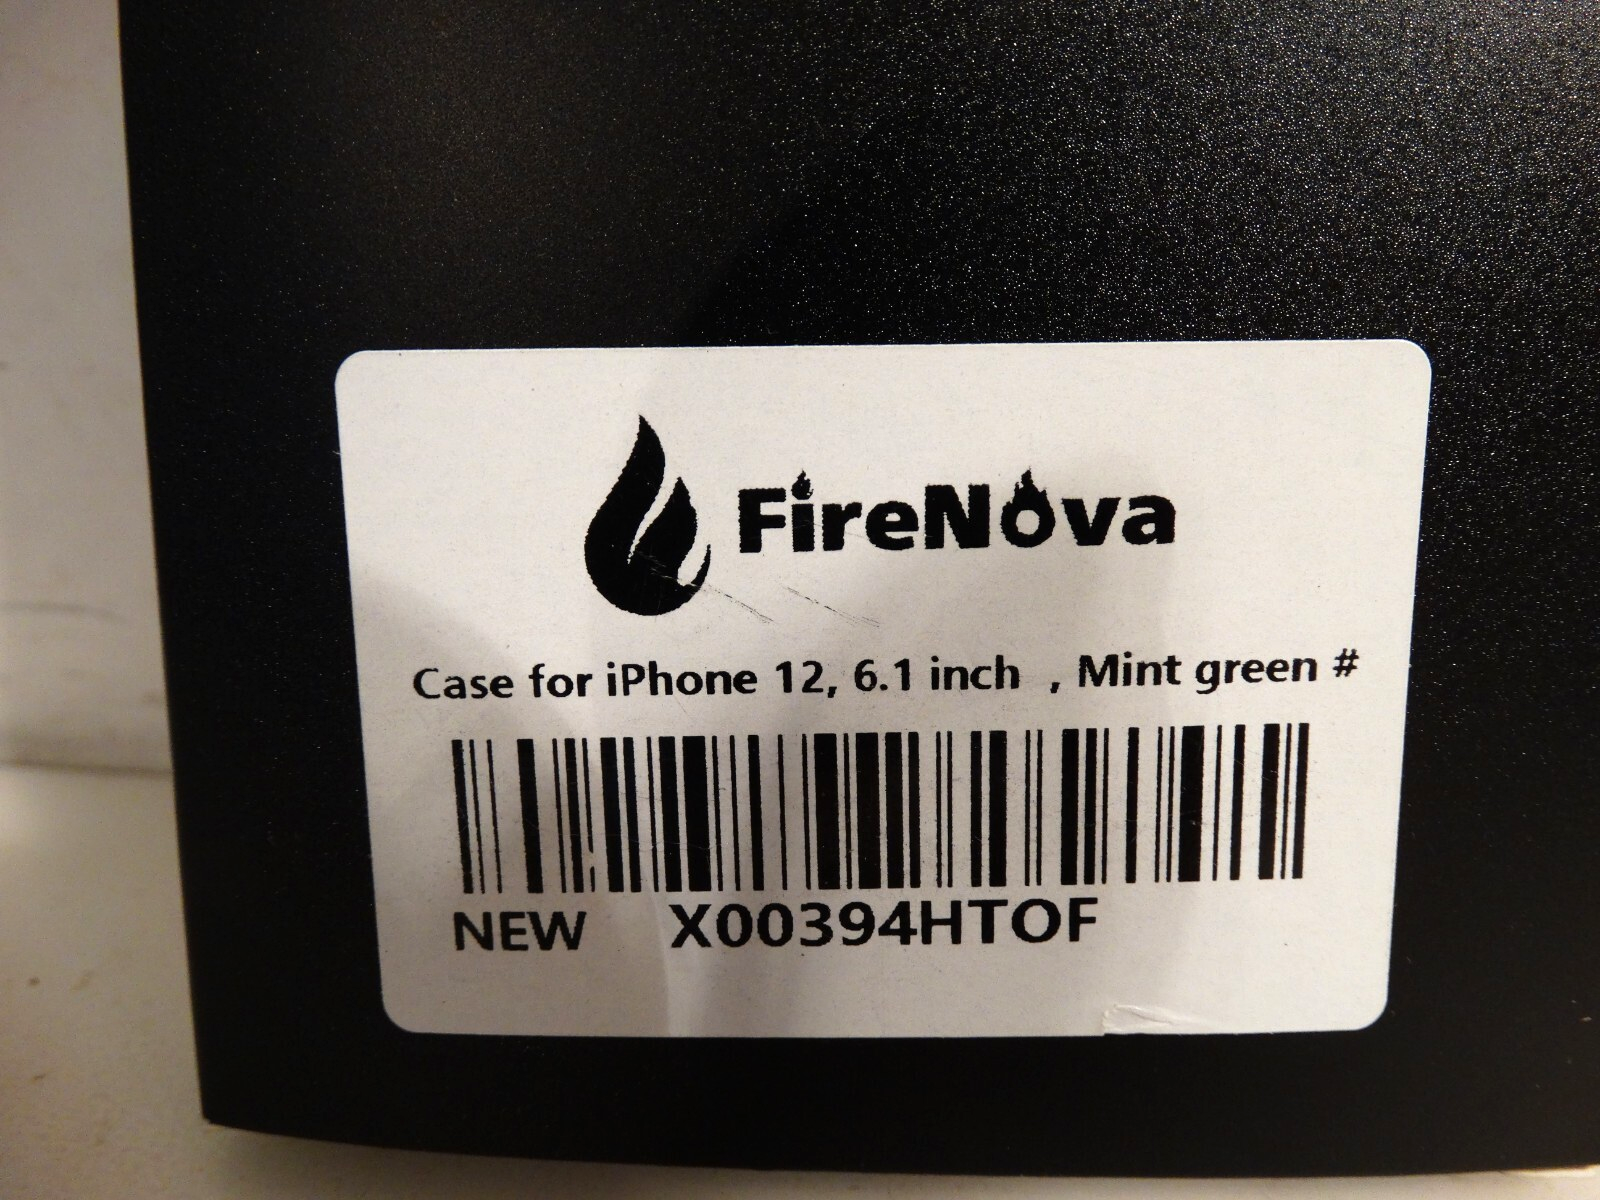 FireNova
Case for iPhone 12, 6.1 inch , Mint green #
NEW X00394HTOF